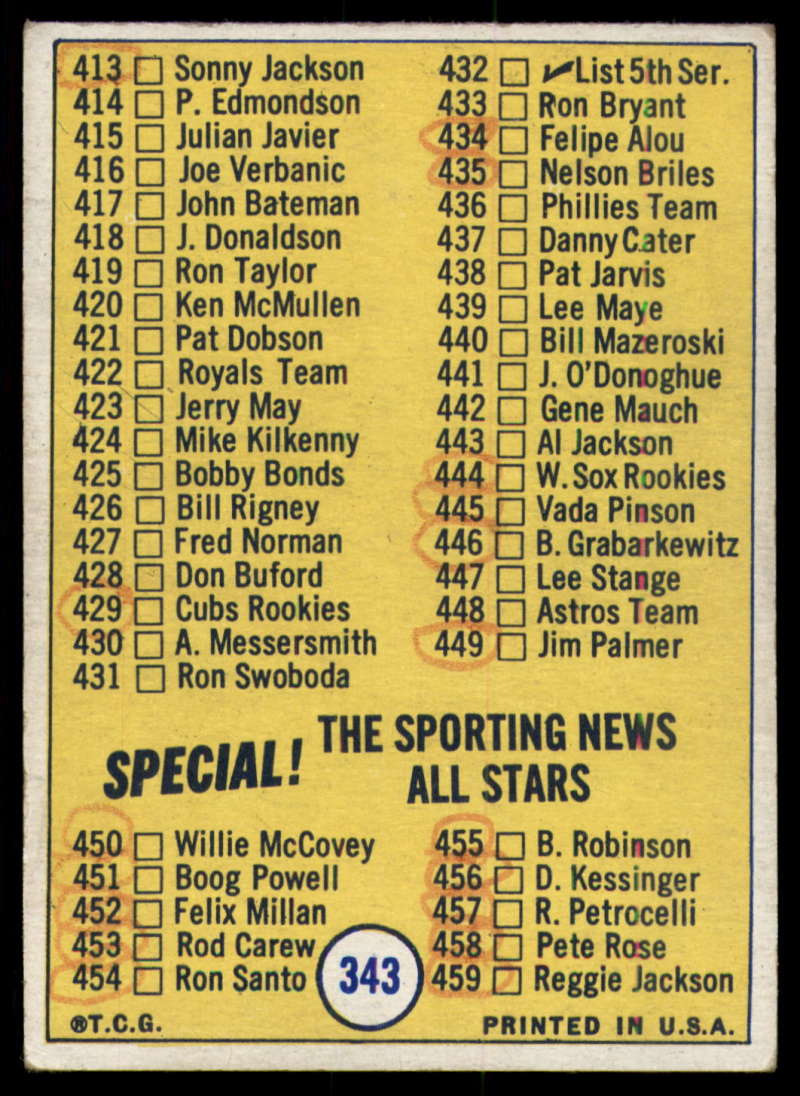 413 Sonny Jackson
414 P. Edmondson
415 Julian Javier
416 Joe Verbanic
417 John Bateman
418 J. Donaldson
419 Ron Taylor
420 Ken McMullen
421 Pat Dobson
422 Royals Team
423 Jerry May
424 Mike Kilkenny
425 Bobby Bonds
426 Bill Rigney
427 Fred Norman
428 Don Buford
429 Cubs Rookies
430 A. Messersmith
431 Ron Swoboda
432 ✓List 5th Ser.
433 Ron Bryant
434 Felipe Alou
435 Nelson Briles
436 Phillies Team
437 Danny Cater
438 Pat Jarvis
439 Lee Maye
440 Bill Mazeroski
441 J. O'Donoghue
442 Gene Mauch
443 Al Jackson
444 W. Sox Rookies
445 Vada Pinson
446 B. Grabarkewitz
447 Lee Stange
448 Astros Team
449 Jim Palmer
SPECIAL! THE SPORTING NEWS
ALL STARS
450 Willie McCovey
451 Boog Powell
452 Felix Millan
453 Rod Carew
454 Ron Santo
455 B. Robinson
456 D. Kessinger
457 R. Petrocelli
458 Pete Rose
459 Reggie Jackson
343
®T.C.G.
PRINTED IN U.S.A.